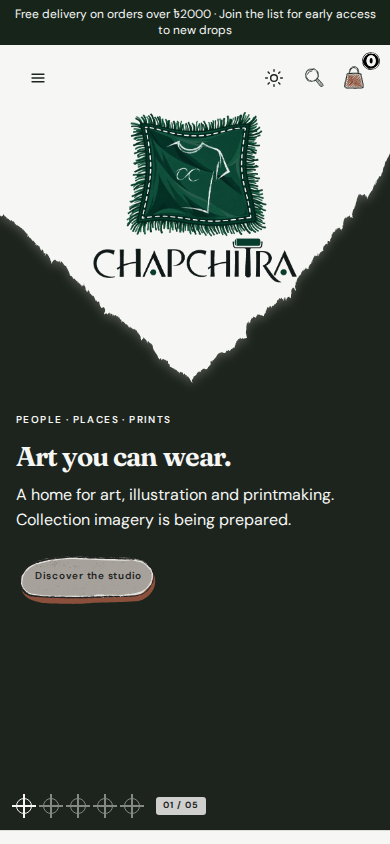 Free delivery on orders over ৳2000 · Join the list for early access
to new drops
0
CC
CHAPCHITRA
PEOPLE · PLACES · PRINTS
Art you can wear.
A home for art, illustration and printmaking.
Collection imagery is being prepared.
Discover the studio
01 / 05